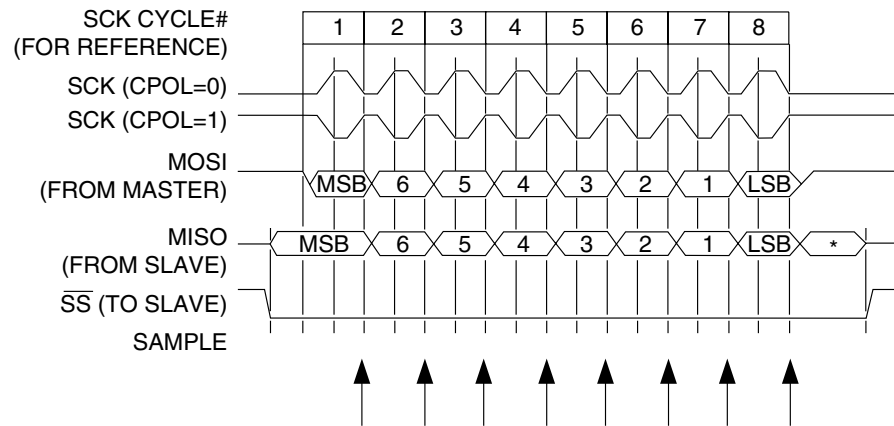 SCK CYCLE# 1 2 3 4 5 6 7 8
(FOR REFERENCE)
SCK (CPOL=0)
SCK (CPOL=1)
MOSI
(FROM MASTER) MSB 6 5 4 3 2 1 LSB
MISO
(FROM SLAVE) MSB 6 5 4 3 2 1 LSB *
SS (TO SLAVE)
SAMPLE